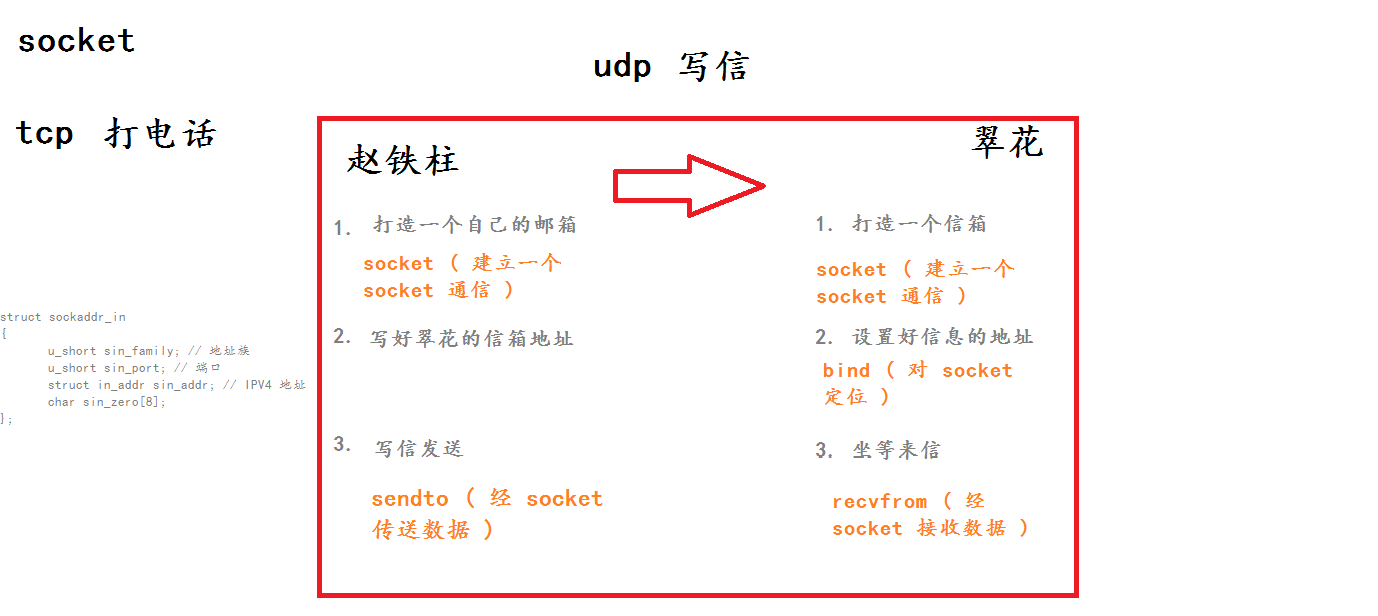 socket
udp 写信
tcp 打电话
赵铁柱
翠花
1. 打造一个自己的邮箱
socket ( 建立一个
socket 通信 )
2. 写好翠花的信箱地址
3. 写信发送
sendto ( 经 socket
传送数据 )
1. 打造一个信箱
socket ( 建立一个
socket 通信 )
2. 设置好信息的地址
bind ( 对 socket
定位 )
3. 坐等来信
recvfrom ( 经
socket 接收数据 )
struct sockaddr_in
{
u_short sin_family; // 地址族
u_short sin_port; // 端口
struct in_addr sin_addr; // IPV4 地址
char sin_zero[8];
};